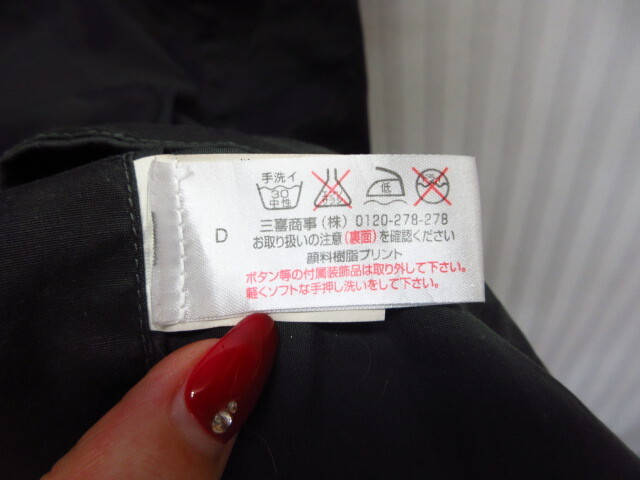 手洗イ
30
中性
低
三喜商事(株) 0120-278-278
D
お取り扱いの注意(裏面)を確認ください
顔料樹脂プリント
ボタン等の付属装飾品は取り外して下さい。
軽くソフトな手押し洗いをして下さい。